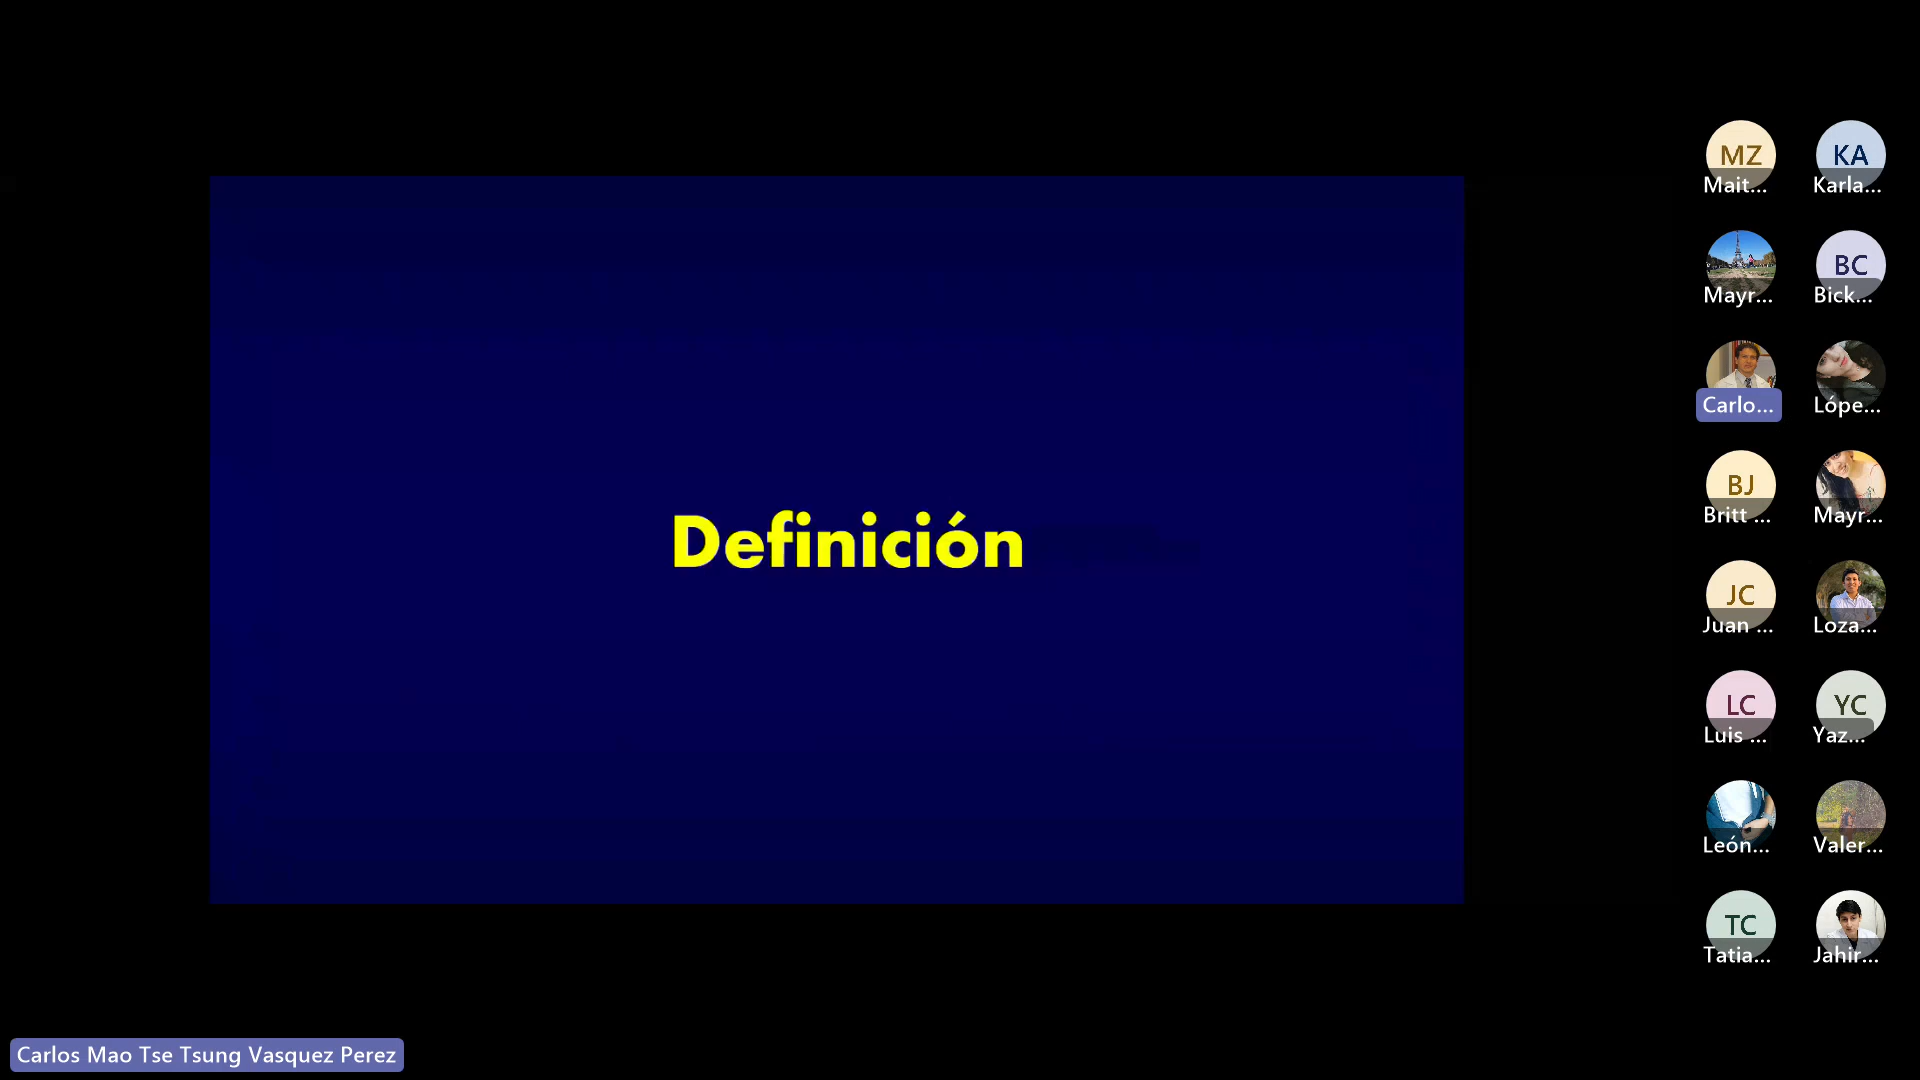 MZ
Mait...
KA
Karla...
Mayr...
BC
Bick...
Carlo...
Lópe...
BJ
Britt ...
Mayr...
JC
Juan ...
Loza...
LC
Luis ...
YC
Yaz...
León...
Valer...
TC
Tatia...
Jahir...
Definición
Carlos Mao Tse Tsung Vasquez Perez